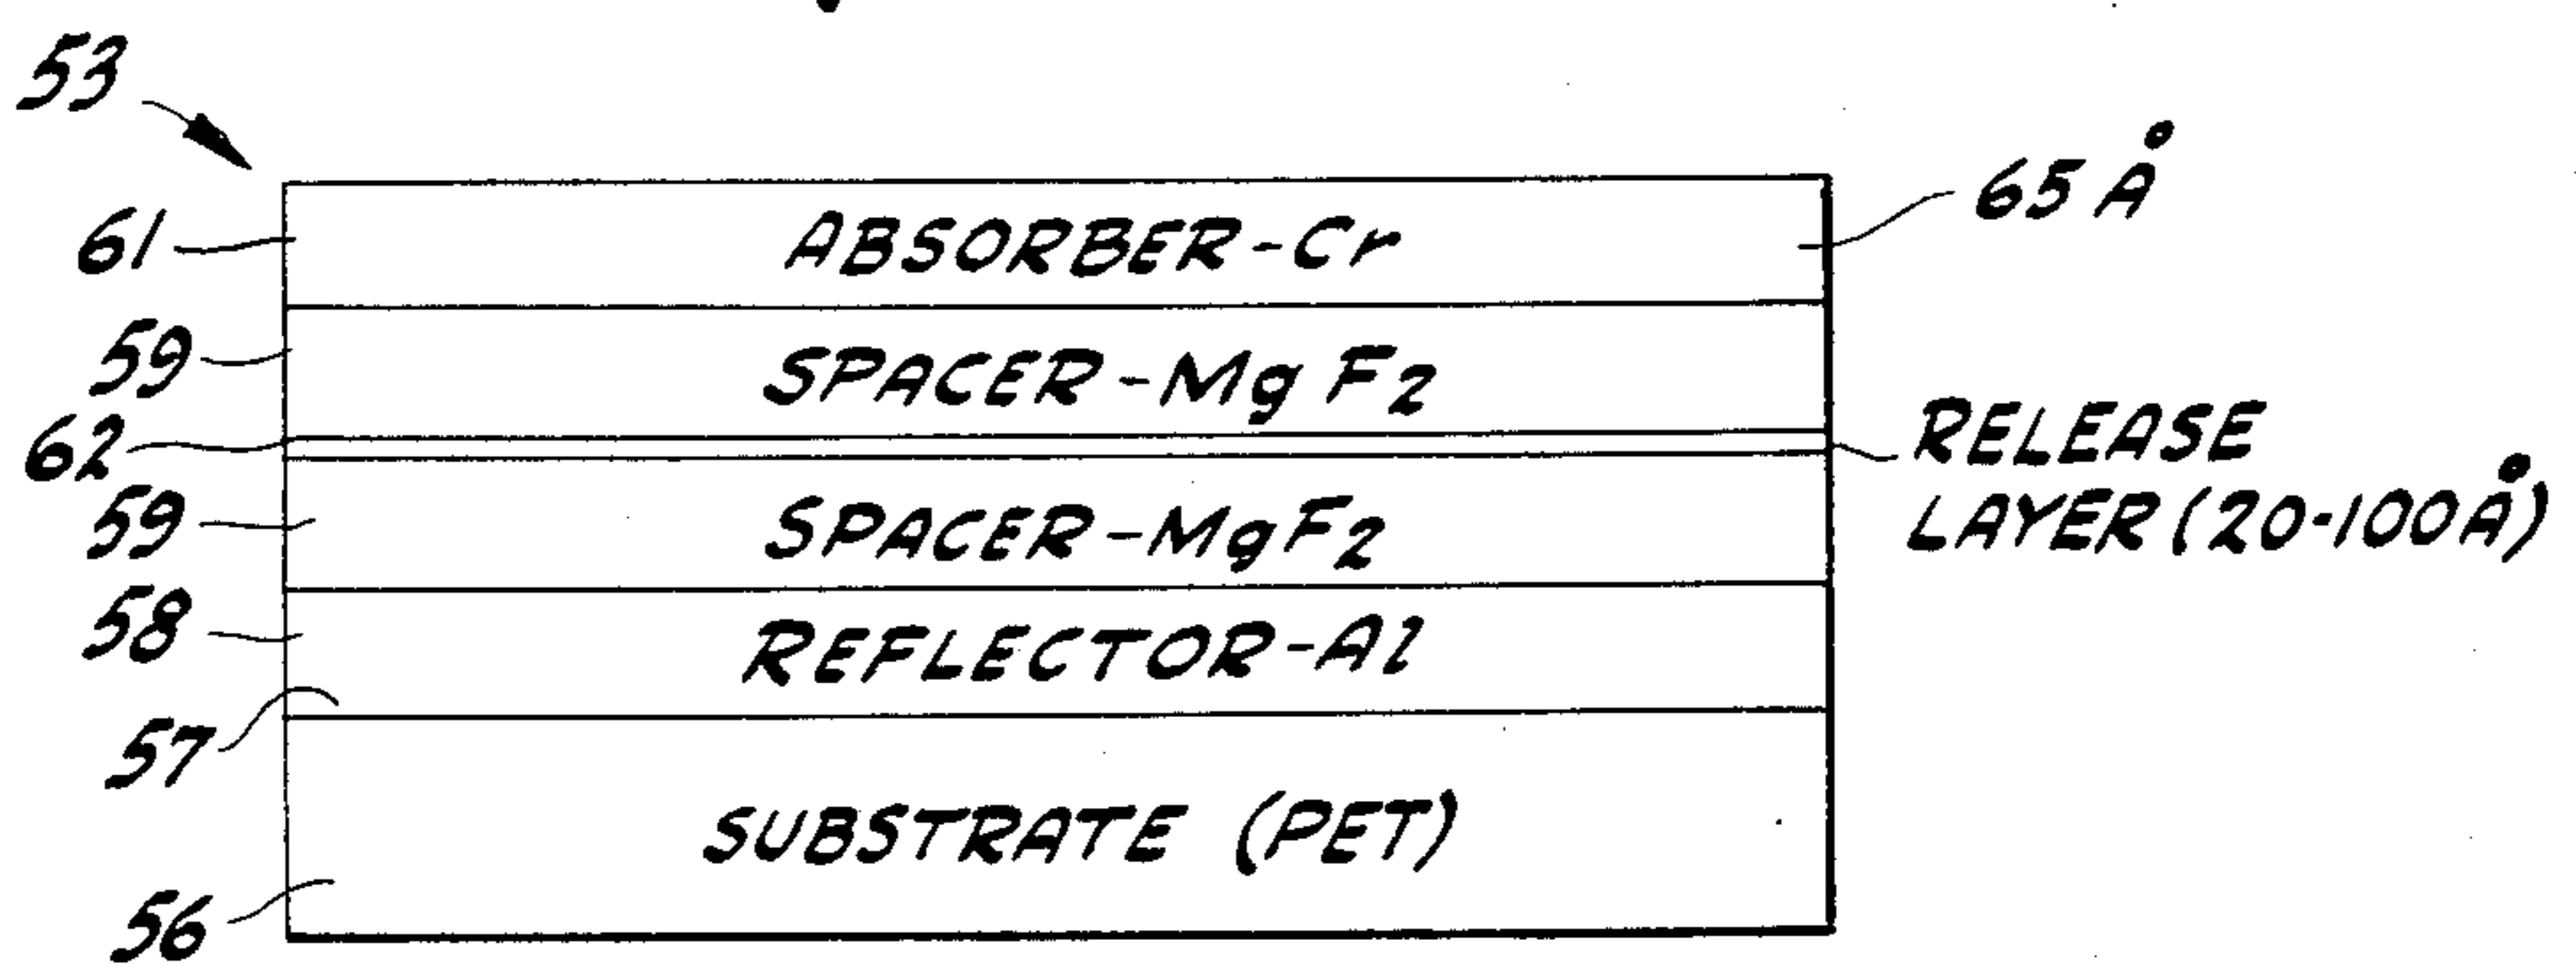 53
61
ABSORBER-Cr
65 Å
59
SPACER-MgF2
62
RELEASE
LAYER (20-100Å)
59
SPACER-MgF2
58
REFLECTOR-Al
57
SUBSTRATE (PET)
56